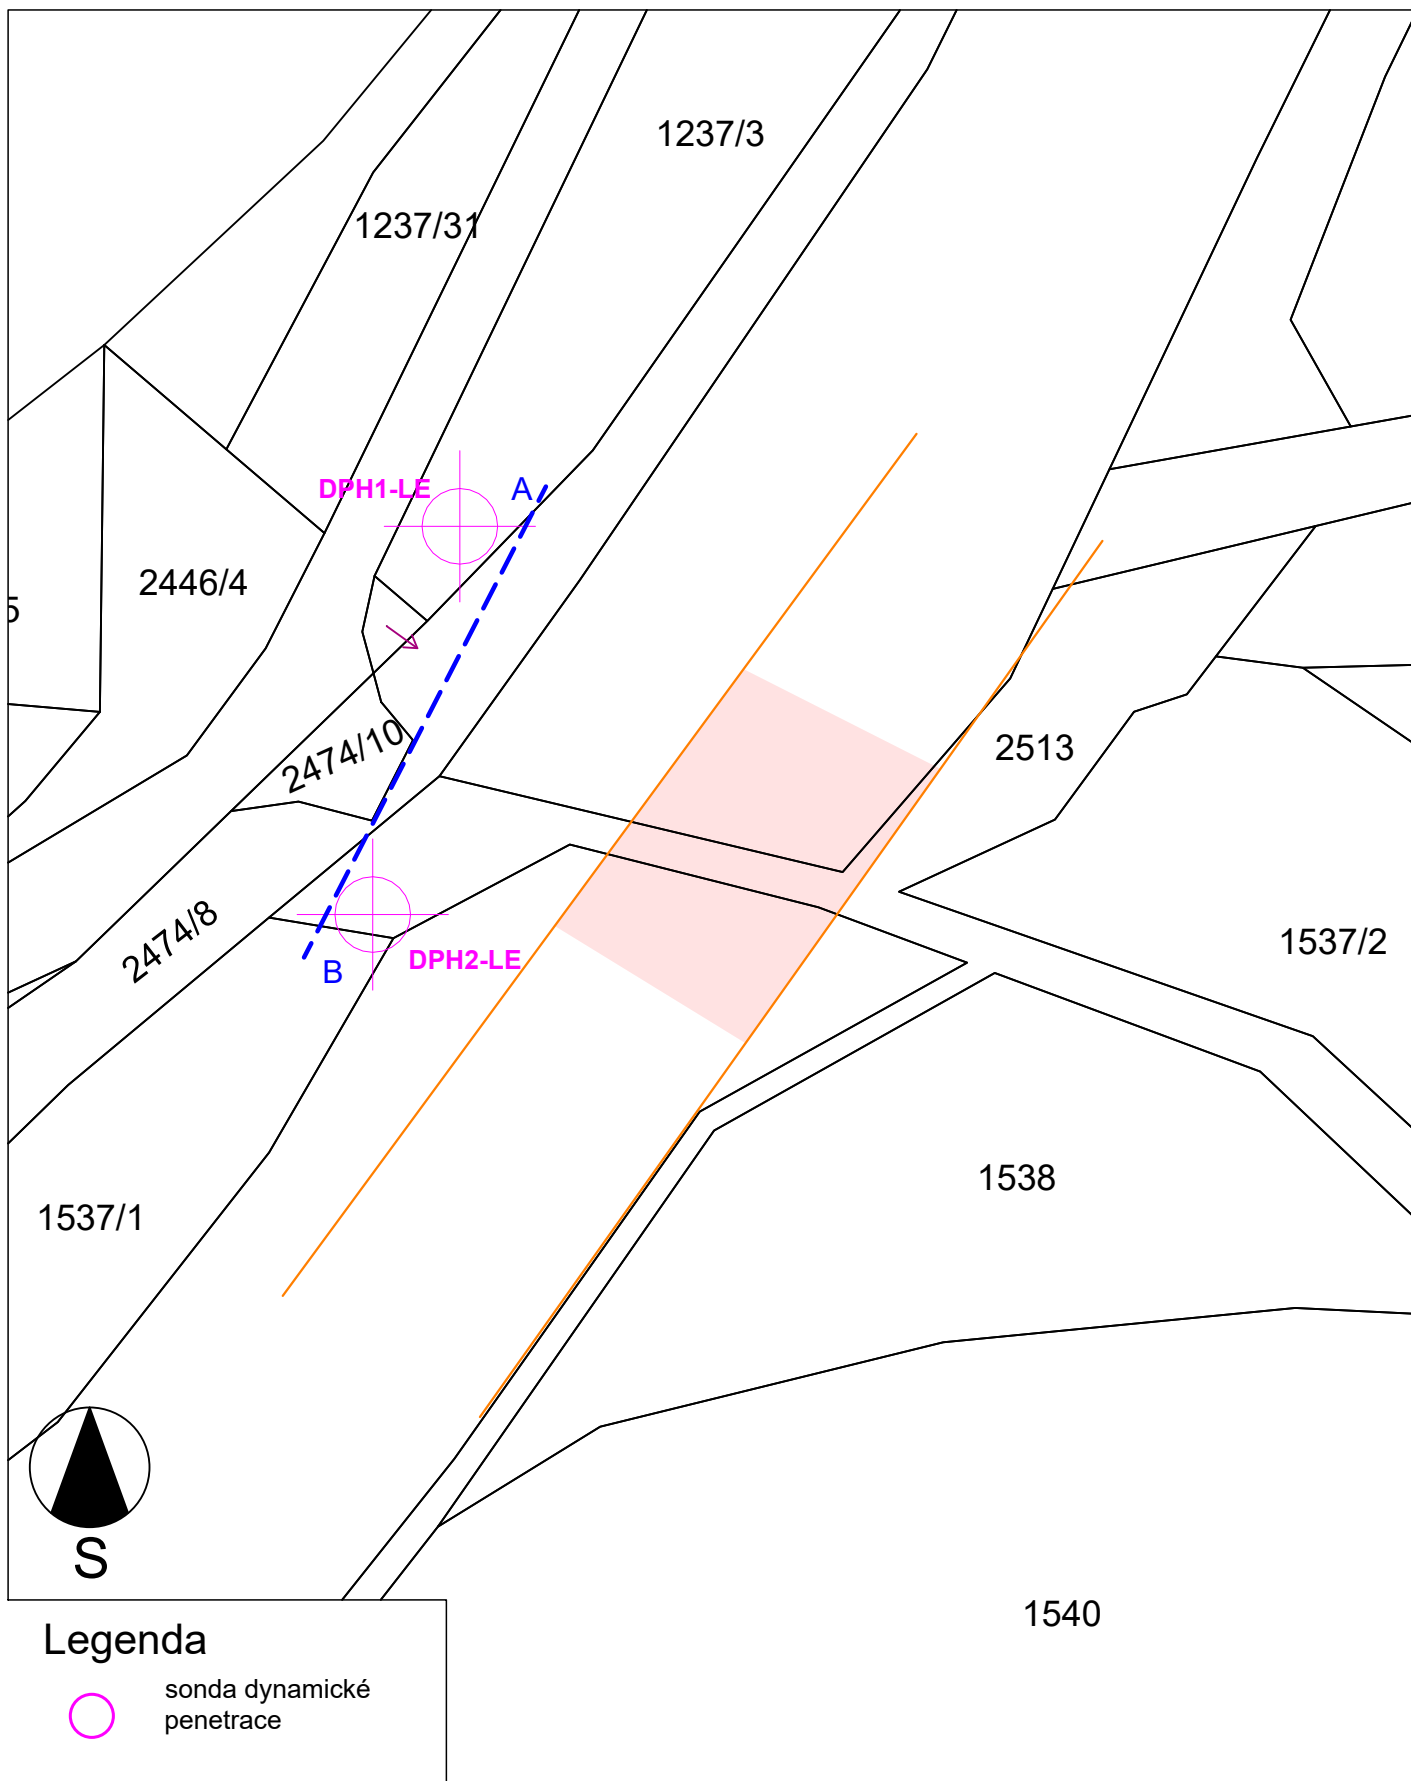 1237/3
1237/31
DPH1-LE
A
2446/4
5
2474/10
2513
2474/8
1537/2
DPH2-LE
B
1538
1537/1
S
1540
Legenda
sonda dynamické
penetrace